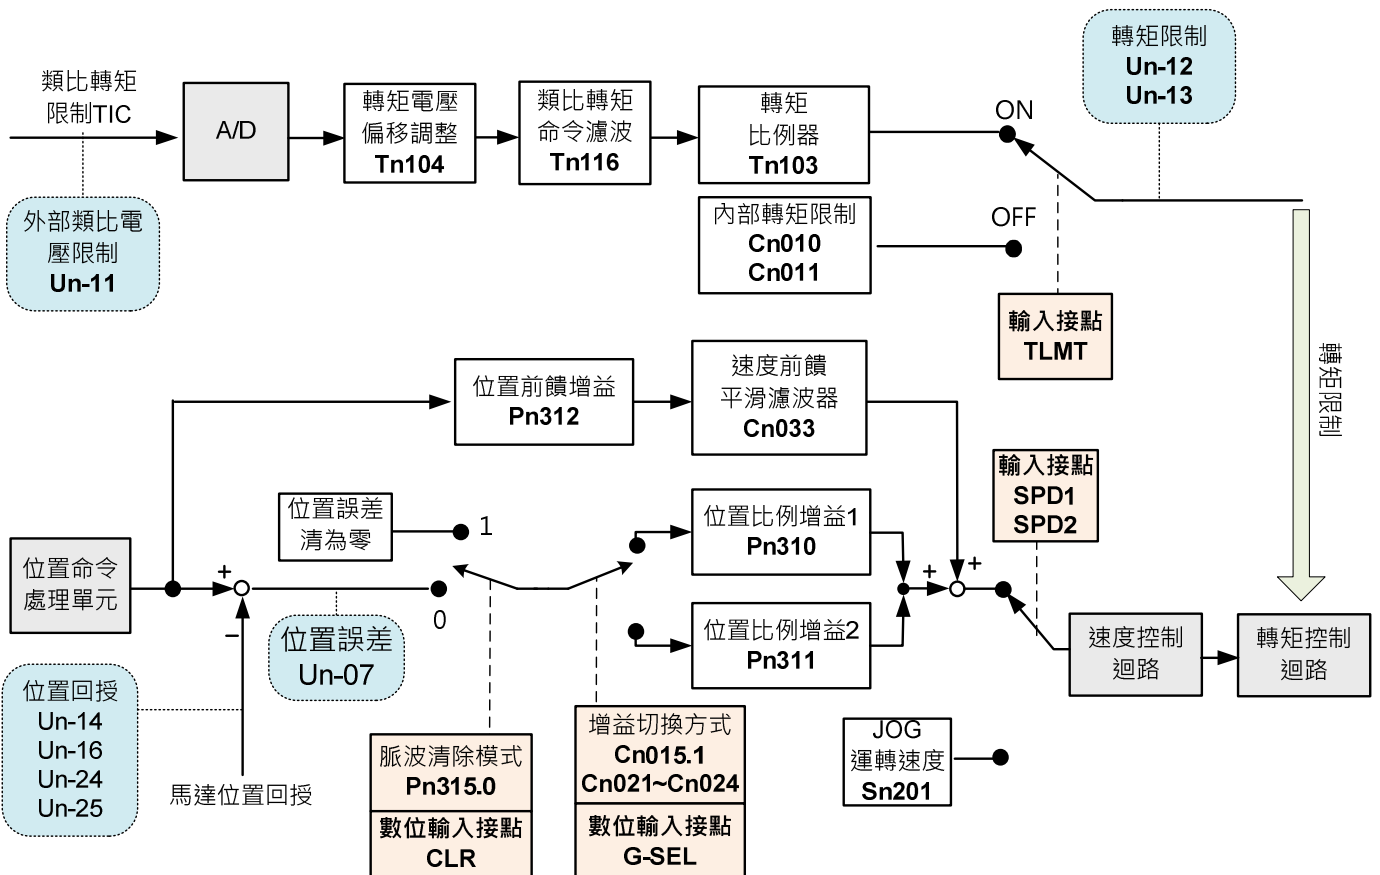 類比轉矩
限制TIC
A/D
轉矩電壓
偏移調整
Tn104
類比轉矩
命令濾波
Tn116
轉矩
比例器
Tn103
ON
轉矩限制
Un-12
Un-13
外部類比電
壓限制
Un-11
內部轉矩限制
Cn010
Cn011
OFF
輸入接點
TLMT
轉矩限制
位置前饋增益
Pn312
速度前饋
平滑濾波器
Cn033
輸入接點
SPD1
SPD2
位置誤差
清為零
1
位置比例增益1
Pn310
位置命令
處理單元
+
−
0
位置誤差
Un-07
+
+
位置比例增益2
Pn311
速度控制
迴路
轉矩控制
迴路
位置回授
Un-14
Un-16
Un-24
Un-25
馬達位置回授
脈波清除模式
Pn315.0
數位輸入接點
CLR
增益切換方式
Cn015.1
Cn021~Cn024
數位輸入接點
G-SEL
JOG
運轉速度
Sn201